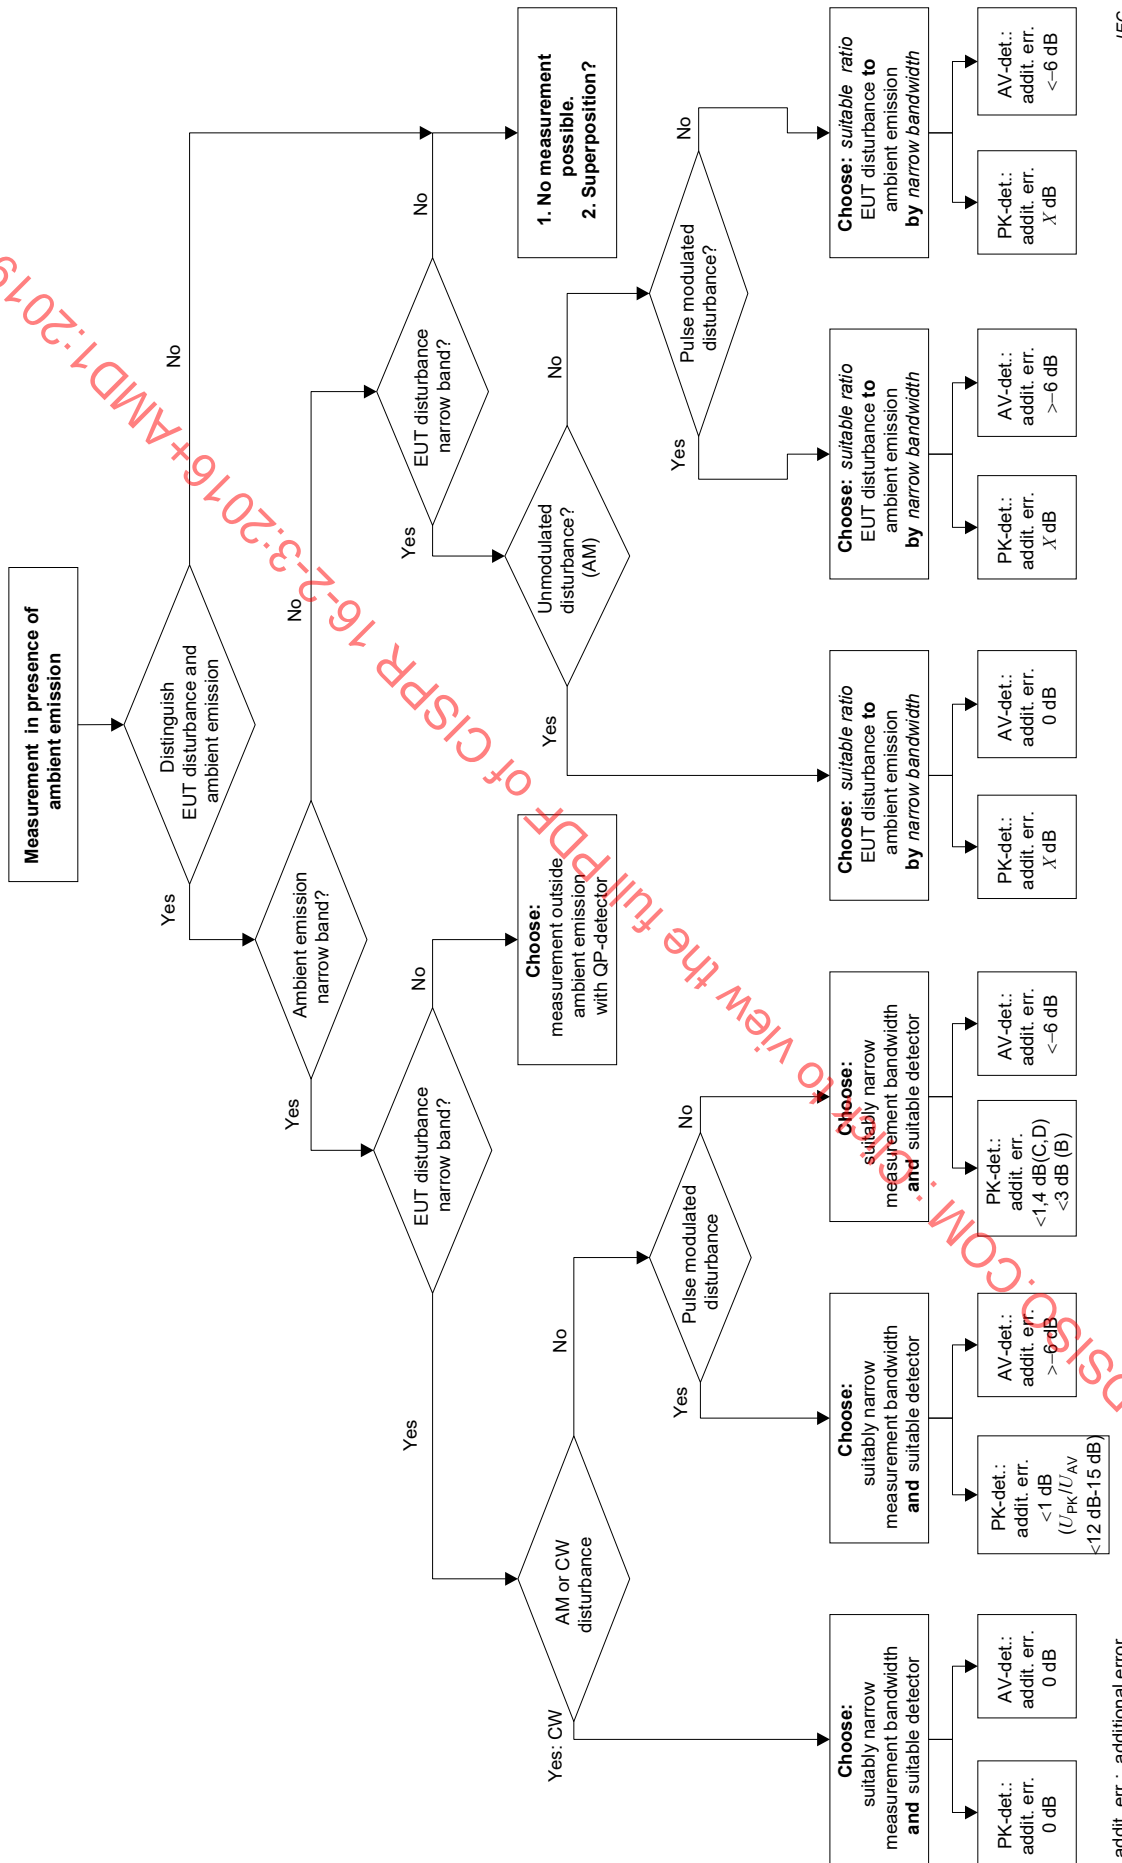 Measurement in presence of
ambient emission
Distinguish
EUT disturbance and
ambient emission
Yes
No
Ambient emission
narrow band?
Yes
No
EUT disturbance
narrow band?
Yes
No
EUT disturbance
narrow band?
Yes
No
AM or CW
disturbance
Yes: CW
No
Choose:
measurement outside
ambient emission
with QP-detector
Unmodulated
disturbance?
(AM)
Yes
No
1. No measurement
possible.
2. Superposition?
Pulse modulated
disturbance
Yes
No
Pulse modulated
disturbance?
Yes
No
Choose:
suitably narrow
measurement bandwidth
and suitable detector
Choose:
suitably narrow
measurement bandwidth
and suitable detector
Choose:
suitably narrow
measurement bandwidth
and suitable detector
Choose: suitable ratio
EUT disturbance to
ambient emission
by narrow bandwidth
Choose: suitable ratio
EUT disturbance to
ambient emission
by narrow bandwidth
Choose: suitable ratio
EUT disturbance to
ambient emission
by narrow bandwidth
PK-det.:
addit. err.
0 dB
AV-det.:
addit. err.
0 dB
PK-det.:
addit. err.
<1 dB
(UPK/UAV
<12 dB-15 dB)
AV-det.:
addit. err.
>–6 dB
PK-det.:
addit. err.
<1,4 dB(C,D)
<3 dB (B)
AV-det.:
addit. err.
<–6 dB
PK-det.:
addit. err.
X dB
AV-det.:
addit. err.
0 dB
PK-det.:
addit. err.
X dB
AV-det.:
addit. err.
>–6 dB
PK-det.:
addit. err.
X dB
AV-det.:
addit. err.
<–6 dB
addit. err.: additional error
IEC
.COM : Click to view the full PDF of CISPR 16-2-3:2016+AMD1:2019